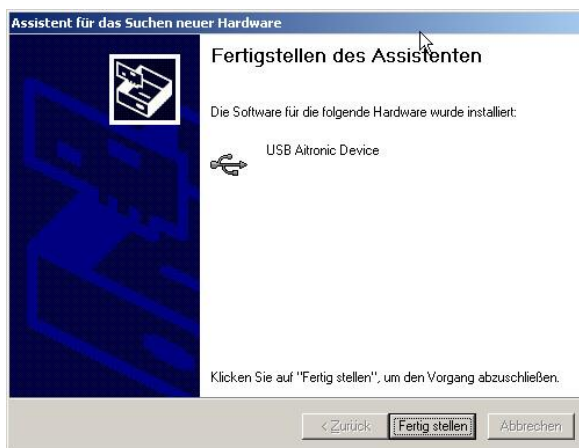 Assistent für das Suchen neuer Hardware
Fertigstellen des Assistenten
Die Software für die folgende Hardware wurde installiert:
USB Aitronic Device
Klicken Sie auf "Fertig stellen", um den Vorgang abzuschließen.
< Zurück Fertig stellen Abbrechen